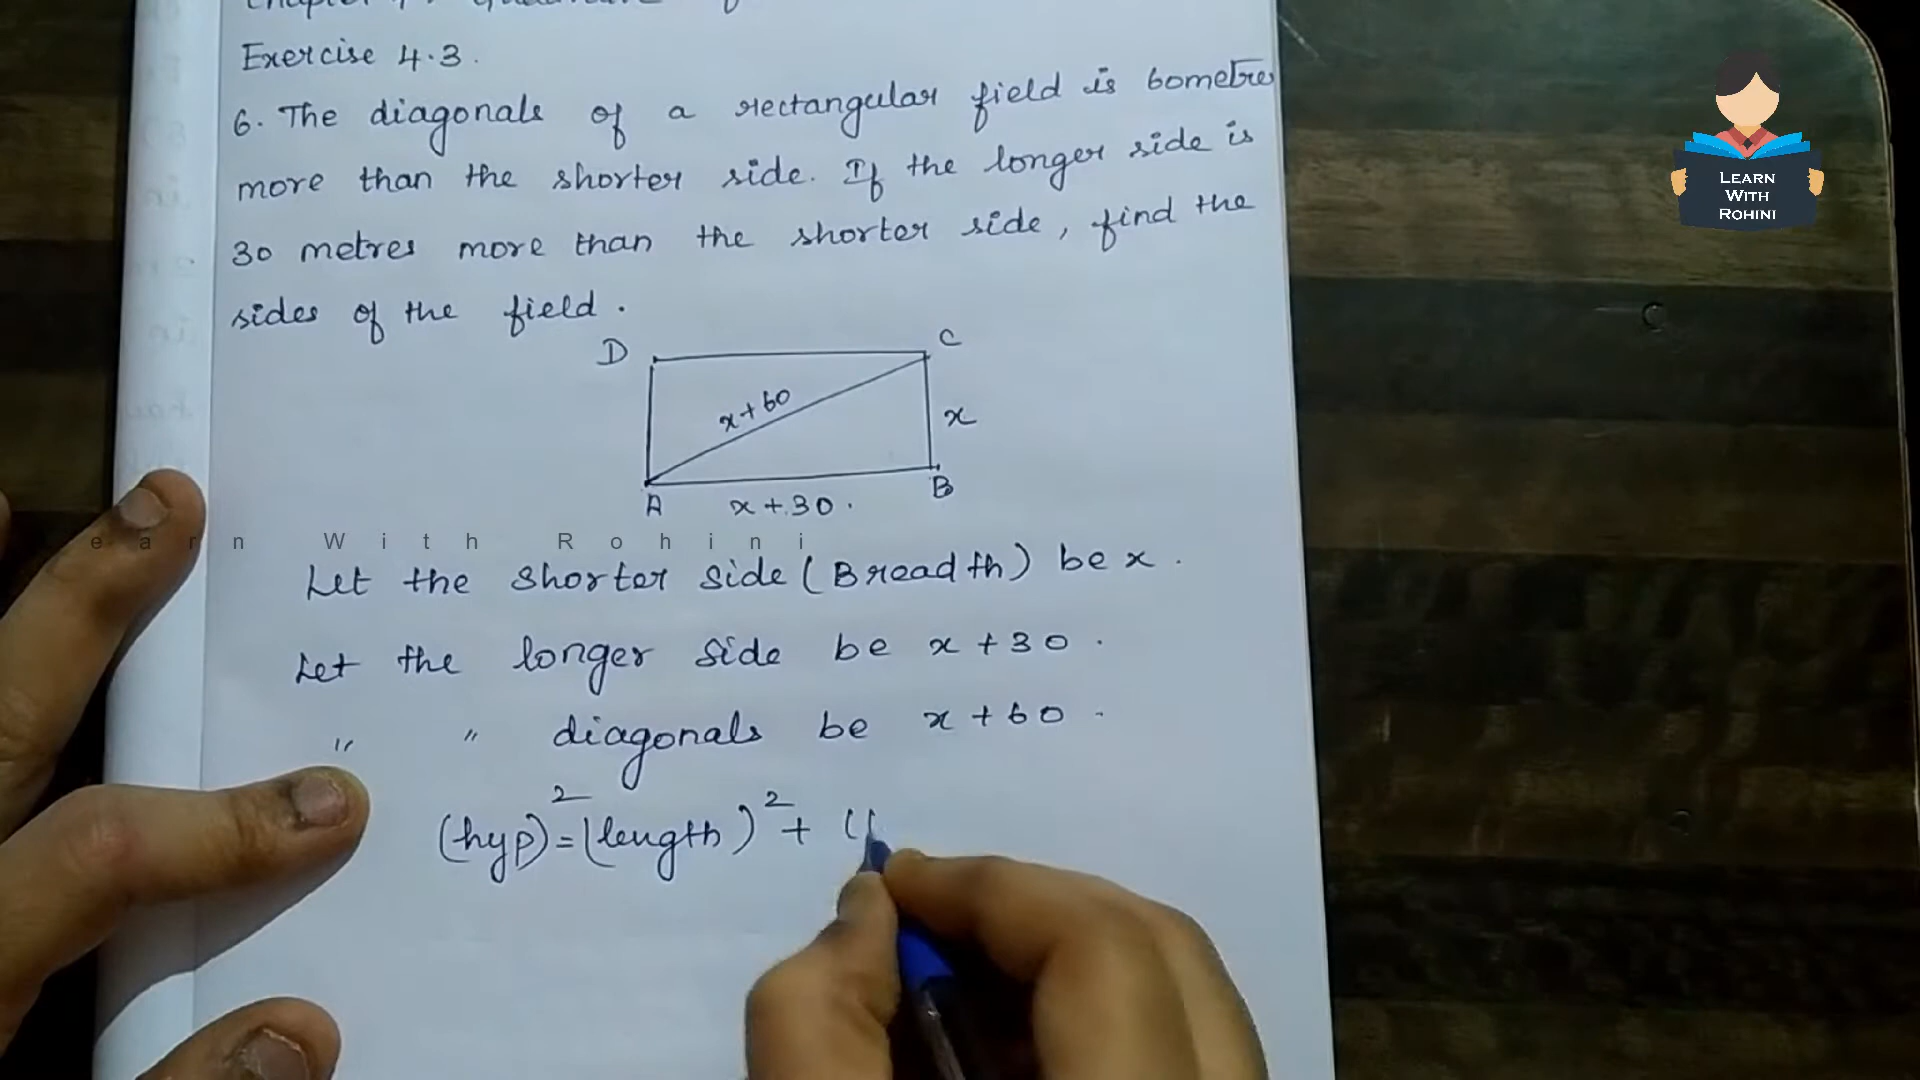 Exercise 4.3.
6. The diagonals of a rectangular field is 60metres
more than the shorter side. If the longer side is
30 metres more than the shorter side, find the
sides of the field.
D
C
x+60
x
A
x+30.
B
earn With Rohini
Let the shorter side (Breadth) be x.
Let the longer side be x+30.
" " diagonals be x+60.
(hyp)²=(length)²+ (
LEARN
WITH
ROHINI